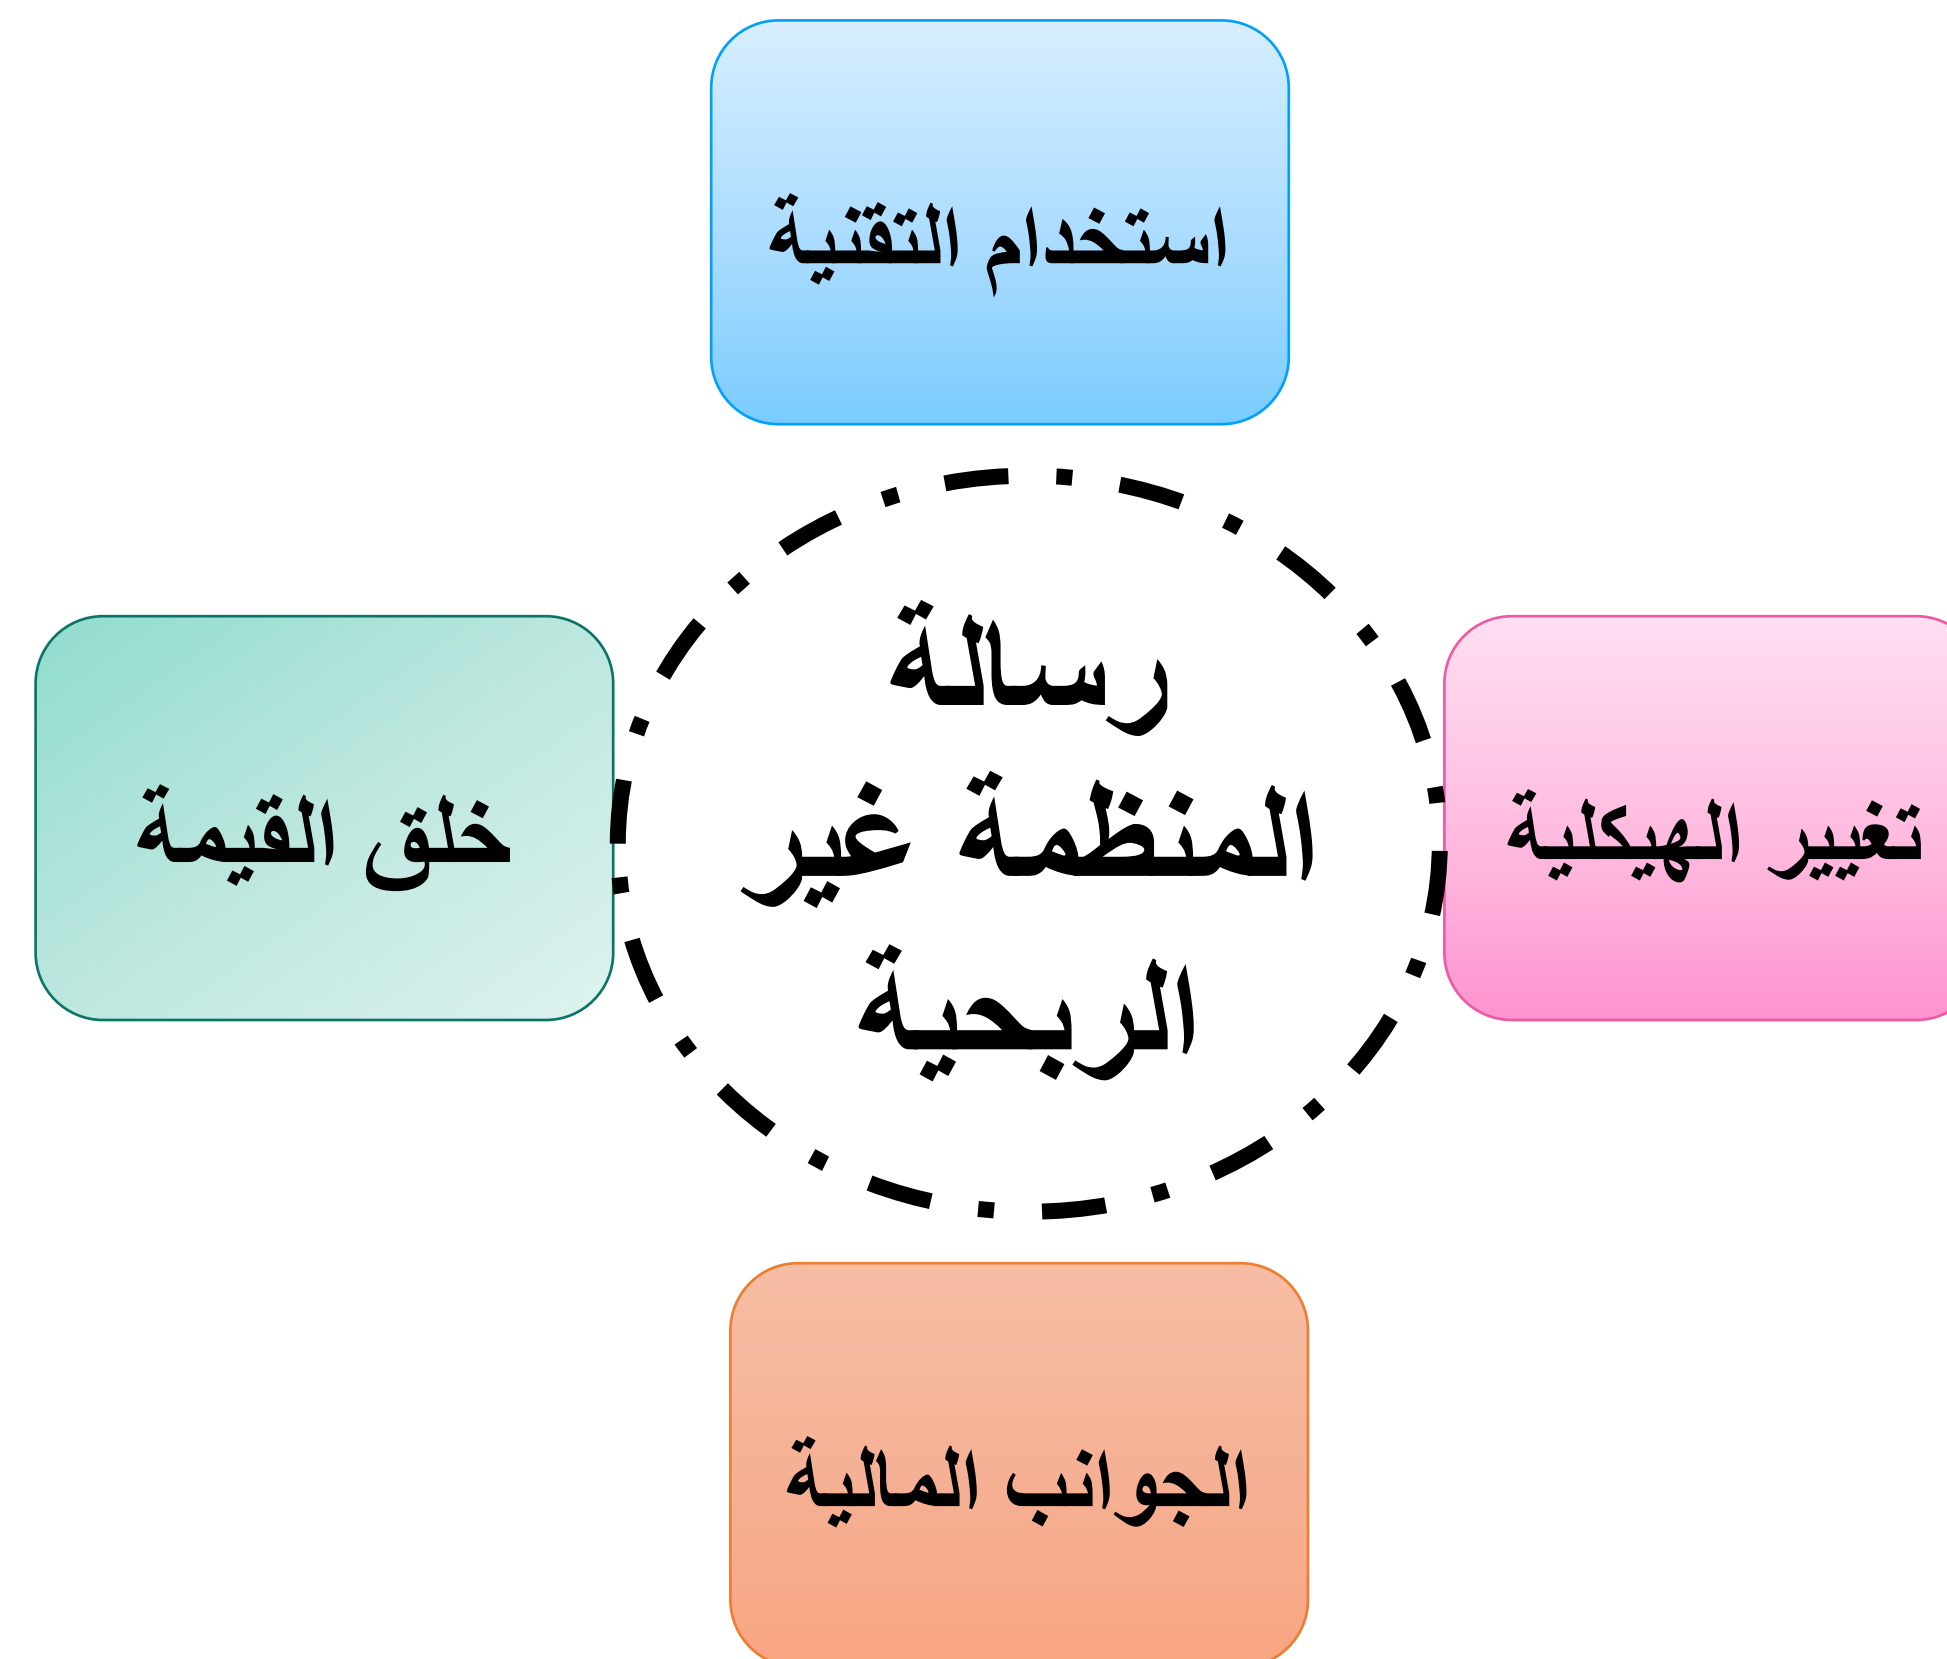 استخدام التقنية
رسالة
المنظمة غير
الربحية
تغيير الهيكلية
خلق القيمة
الجوانب المالية